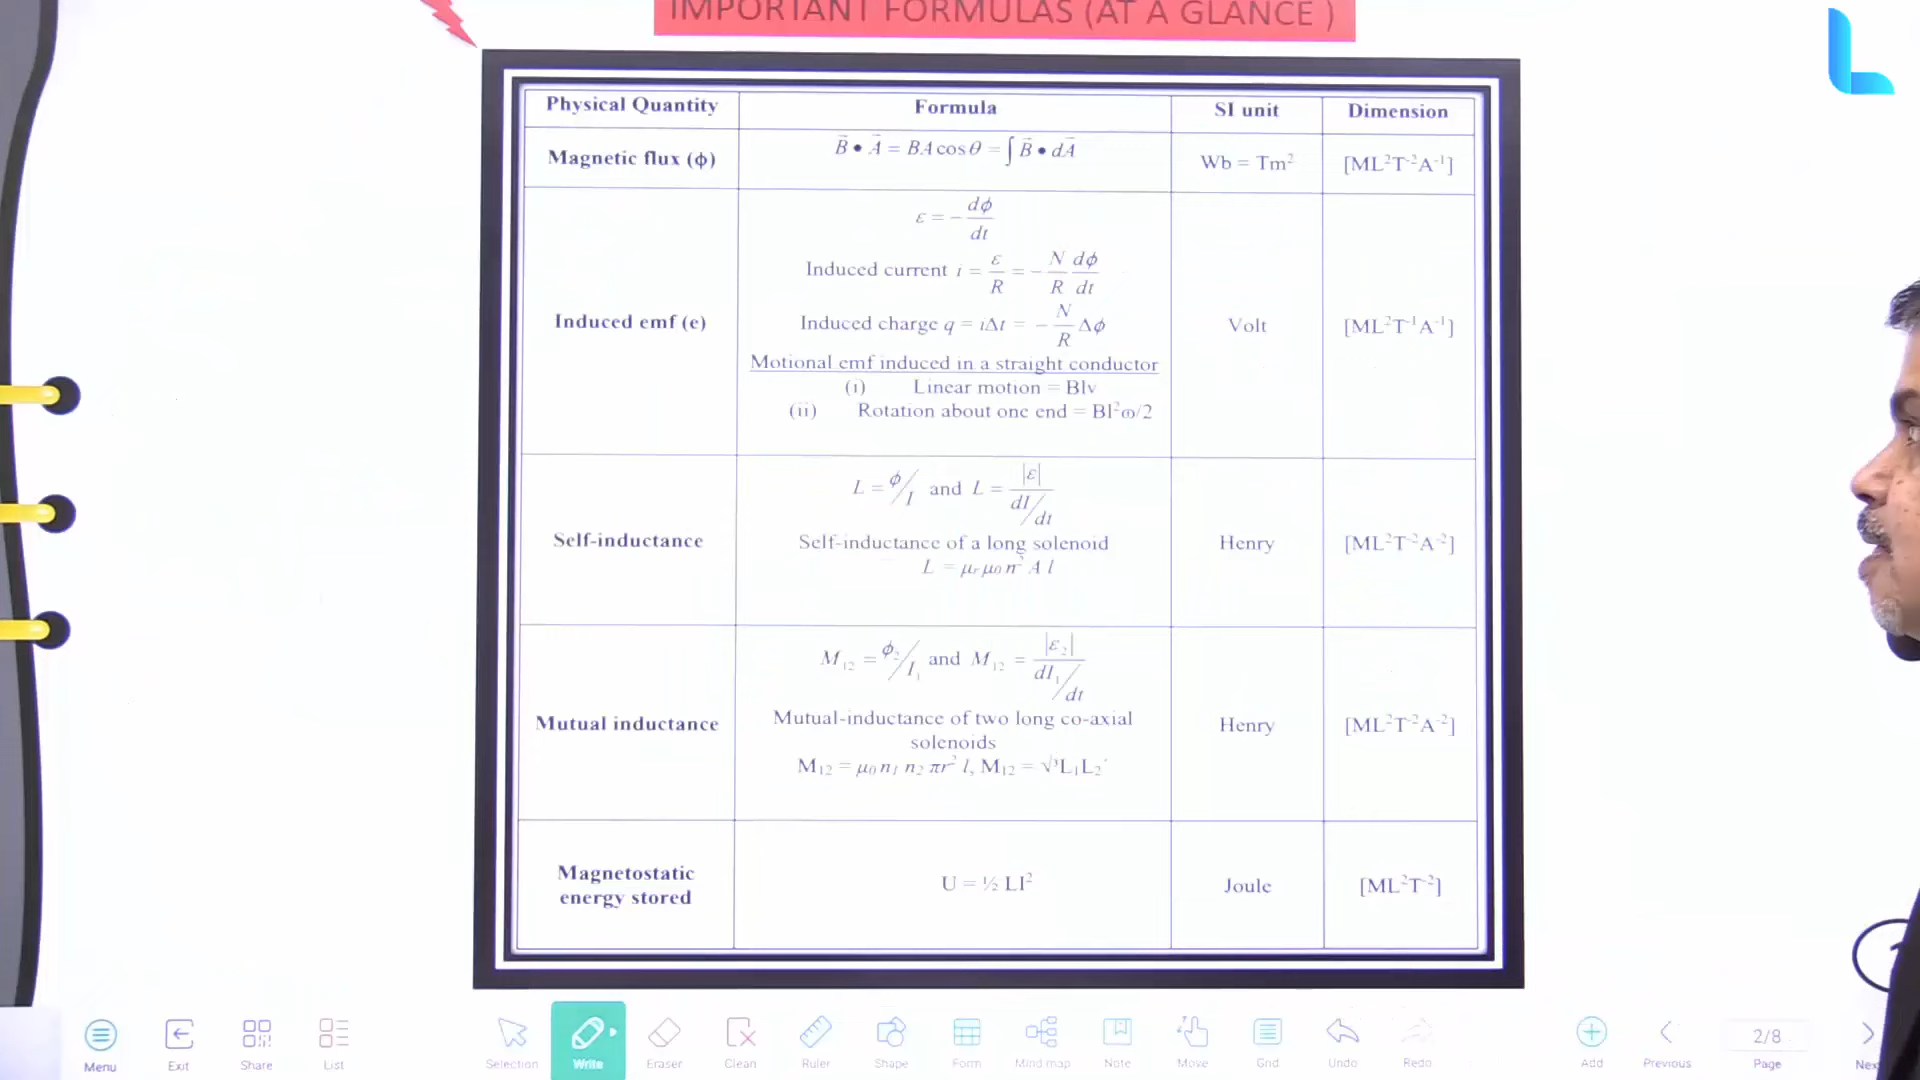 IMPORTANT FORMULAS (AT A GLANCE )
Physical Quantity Formula SI unit Dimension
Magnetic flux (ϕ) B⃗ • A⃗ = BA cos θ = ∫ B⃗ • dA⃗ Wb = Tm² [ML²T⁻²A⁻¹]
Induced emf (e) ε = − dϕ/dt Volt [ML²T⁻¹A⁻¹]
Induced current i = ε/R = − N/R dϕ/dt
Induced charge q = iΔt = − N/R Δϕ
Motional emf induced in a straight conductor
(i) Linear motion = Blv
(ii) Rotation about one end = Bl²ω/2
Self-inductance L = ϕ/I and L = |ε| / dI/dt Henry [ML²T⁻²A⁻²]
Self-inductance of a long solenoid
L = μᵣ μ₀ n² A l
Mutual inductance M₁₂ = ϕ₂/I₁ and M₁₂ = |ε₂| / dI₁/dt Henry [ML²T⁻²A⁻²]
Mutual-inductance of two long co-axial
solenoids
M₁₂ = μ₀ n₁ n₂ πr² l, M₁₂ = √L₁L₂
Magnetostatic
energy stored U = ½ LI² Joule [ML²T⁻²]
Menu Exit Share List Selection Write Eraser Clean Ruler Shape Form Mind map Note Move Grid Undo Redo Add Previous 2/8 Page Nex